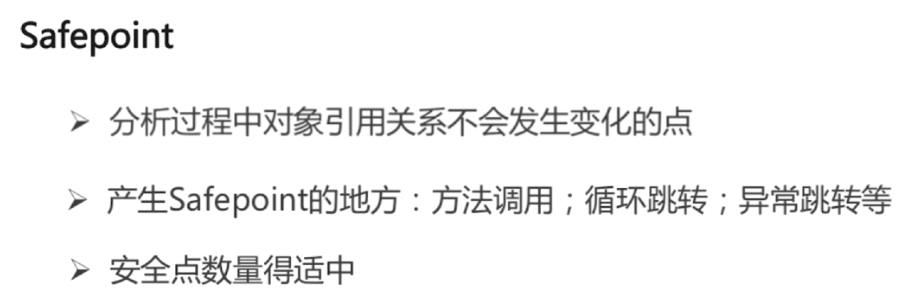 Safepoint
分析过程中对象引用关系不会发生变化的点
产生Safepoint的地方：方法调用；循环跳转；异常跳转等
安全点数量得适中